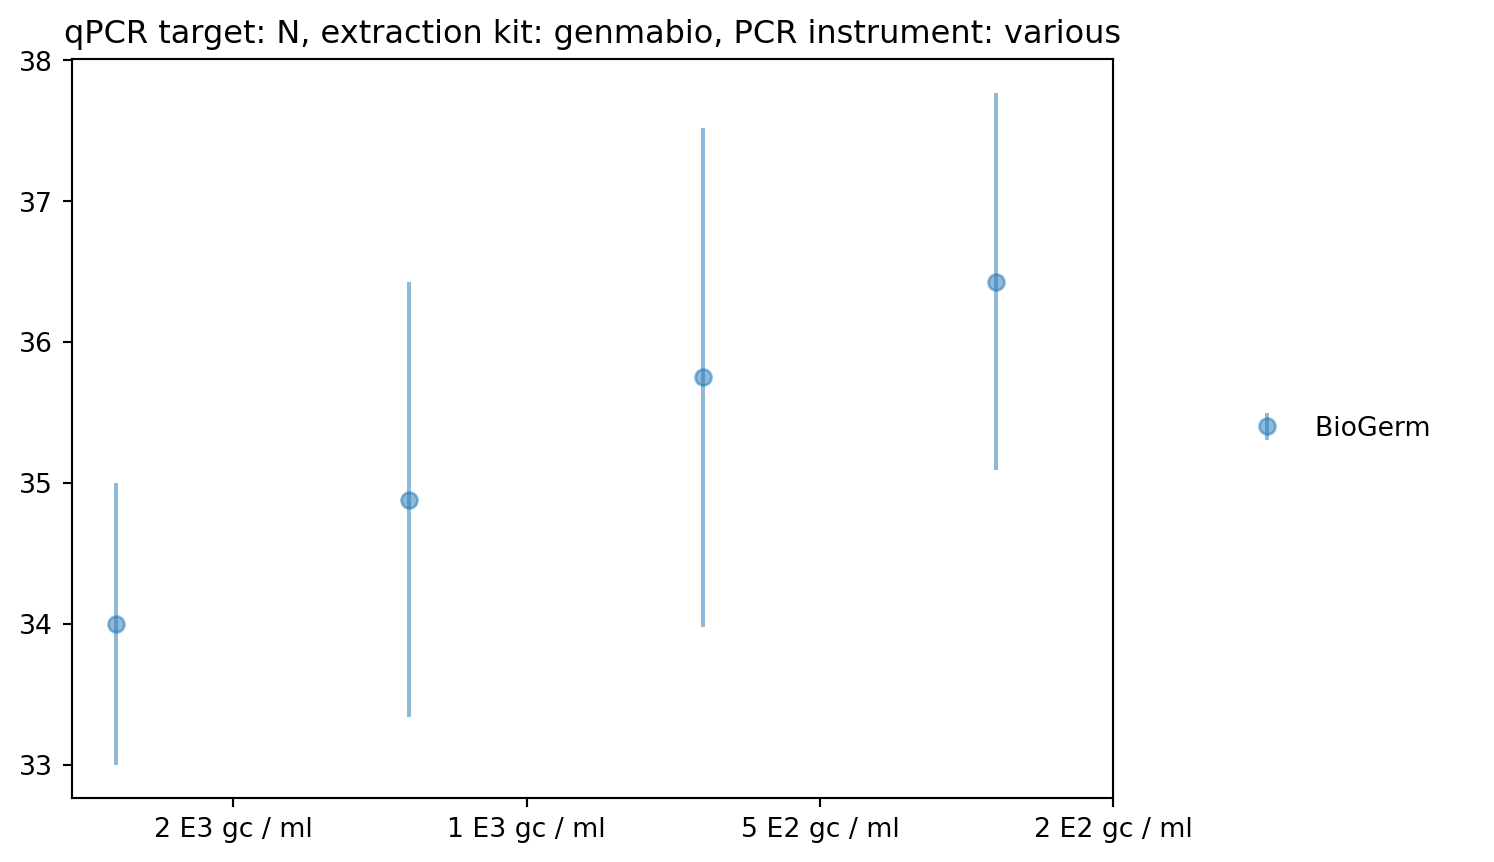 qPCR target: N, extraction kit: genmabio, PCR instrument: various
38
37
36
35
34
33
2 E3 gc / ml
1 E3 gc / ml
5 E2 gc / ml
2 E2 gc / ml
BioGerm